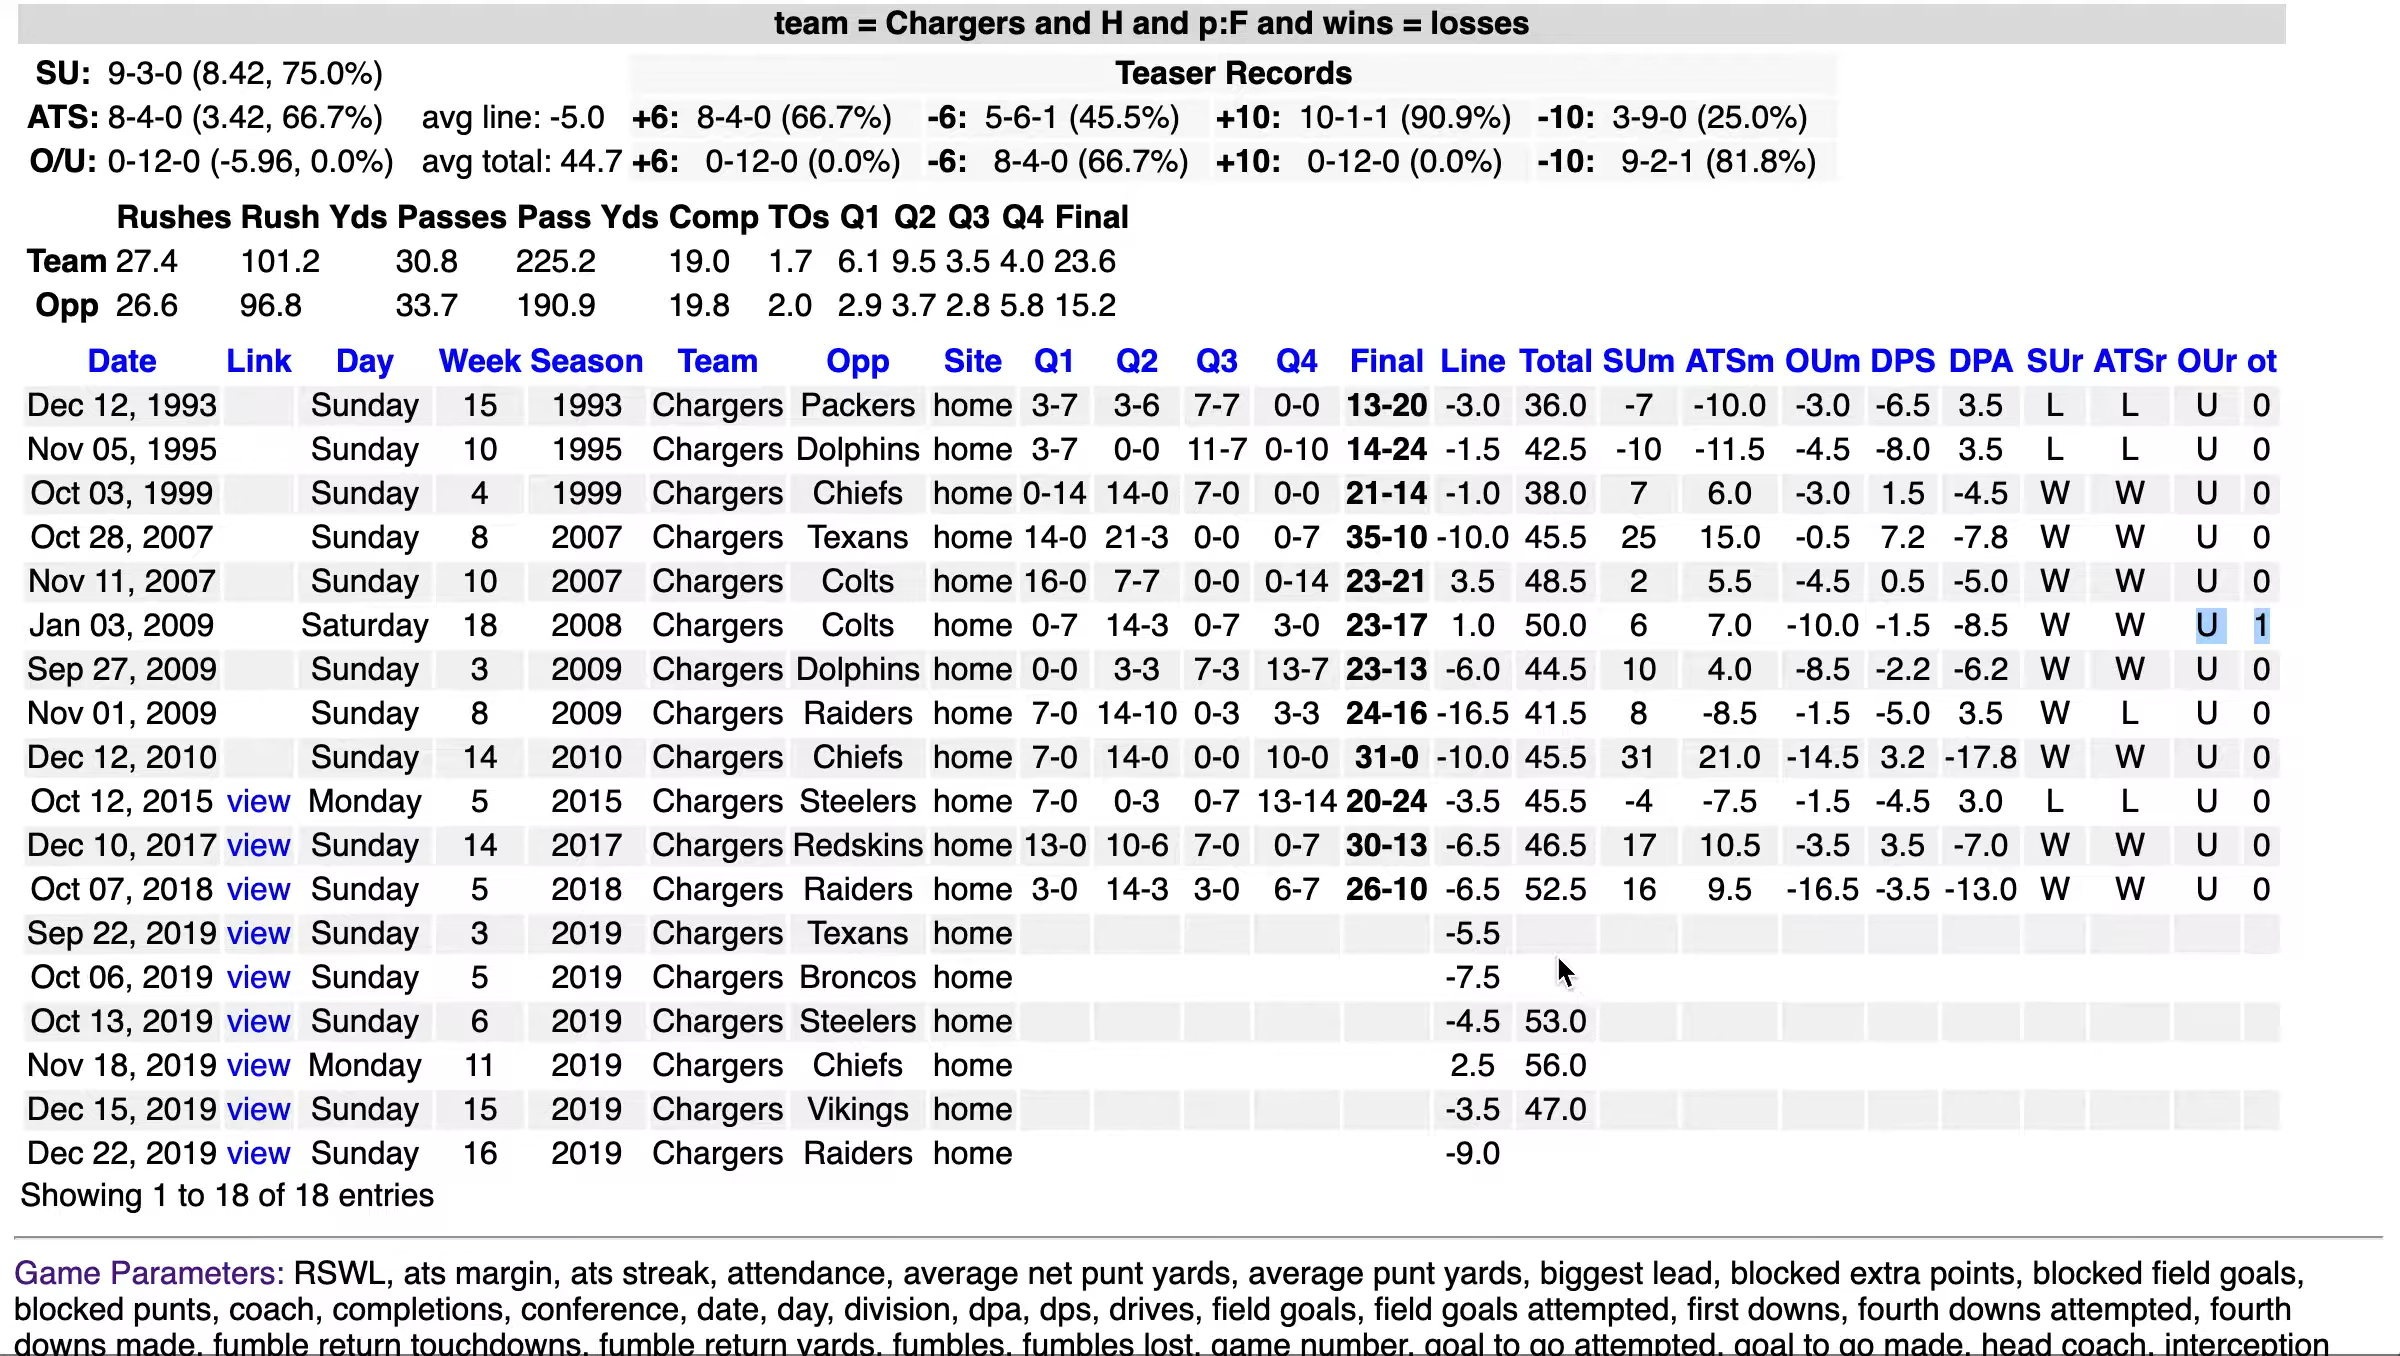 team = Chargers and H and p:F and wins = losses
SU: 9-3-0 (8.42, 75.0%) Teaser Records
ATS: 8-4-0 (3.42, 66.7%) avg line: -5.0 +6: 8-4-0 (66.7%) -6: 5-6-1 (45.5%) +10: 10-1-1 (90.9%) -10: 3-9-0 (25.0%)
O/U: 0-12-0 (-5.96, 0.0%) avg total: 44.7 +6: 0-12-0 (0.0%) -6: 8-4-0 (66.7%) +10: 0-12-0 (0.0%) -10: 9-2-1 (81.8%)
Rushes Rush Yds Passes Pass Yds Comp TOs Q1 Q2 Q3 Q4 Final
Team 27.4 101.2 30.8 225.2 19.0 1.7 6.1 9.5 3.5 4.0 23.6
Opp 26.6 96.8 33.7 190.9 19.8 2.0 2.9 3.7 2.8 5.8 15.2
Date Link Day Week Season Team Opp Site Q1 Q2 Q3 Q4 Final Line Total SUm ATSm OUm DPS DPA SUr ATSr OUr ot
Dec 12, 1993 Sunday 15 1993 Chargers Packers home 3-7 3-6 7-7 0-0 13-20 -3.0 36.0 -7 -10.0 -3.0 -6.5 3.5 L L U 0
Nov 05, 1995 Sunday 10 1995 Chargers Dolphins home 3-7 0-0 11-7 0-10 14-24 -1.5 42.5 -10 -11.5 -4.5 -8.0 3.5 L L U 0
Oct 03, 1999 Sunday 4 1999 Chargers Chiefs home 0-14 14-0 7-0 0-0 21-14 -1.0 38.0 7 6.0 -3.0 1.5 -4.5 W W U 0
Oct 28, 2007 Sunday 8 2007 Chargers Texans home 14-0 21-3 0-0 0-7 35-10 -10.0 45.5 25 15.0 -0.5 7.2 -7.8 W W U 0
Nov 11, 2007 Sunday 10 2007 Chargers Colts home 16-0 7-7 0-0 0-14 23-21 3.5 48.5 2 5.5 -4.5 0.5 -5.0 W W U 0
Jan 03, 2009 Saturday 18 2008 Chargers Colts home 0-7 14-3 0-7 3-0 23-17 1.0 50.0 6 7.0 -10.0 -1.5 -8.5 W W U 1
Sep 27, 2009 Sunday 3 2009 Chargers Dolphins home 0-0 3-3 7-3 13-7 23-13 -6.0 44.5 10 4.0 -8.5 -2.2 -6.2 W W U 0
Nov 01, 2009 Sunday 8 2009 Chargers Raiders home 7-0 14-10 0-3 3-3 24-16 -16.5 41.5 8 -8.5 -1.5 -5.0 3.5 W L U 0
Dec 12, 2010 Sunday 14 2010 Chargers Chiefs home 7-0 14-0 0-0 10-0 31-0 -10.0 45.5 31 21.0 -14.5 3.2 -17.8 W W U 0
Oct 12, 2015 view Monday 5 2015 Chargers Steelers home 7-0 0-3 0-7 13-14 20-24 -3.5 45.5 -4 -7.5 -1.5 -4.5 3.0 L L U 0
Dec 10, 2017 view Sunday 14 2017 Chargers Redskins home 13-0 10-6 7-0 0-7 30-13 -6.5 46.5 17 10.5 -3.5 3.5 -7.0 W W U 0
Oct 07, 2018 view Sunday 5 2018 Chargers Raiders home 3-0 14-3 3-0 6-7 26-10 -6.5 52.5 16 9.5 -16.5 -3.5 -13.0 W W U 0
Sep 22, 2019 view Sunday 3 2019 Chargers Texans home -5.5
Oct 06, 2019 view Sunday 5 2019 Chargers Broncos home -7.5
Oct 13, 2019 view Sunday 6 2019 Chargers Steelers home -4.5 53.0
Nov 18, 2019 view Monday 11 2019 Chargers Chiefs home 2.5 56.0
Dec 15, 2019 view Sunday 15 2019 Chargers Vikings home -3.5 47.0
Dec 22, 2019 view Sunday 16 2019 Chargers Raiders home -9.0
Showing 1 to 18 of 18 entries
Game Parameters: RSWL, ats margin, ats streak, attendance, average net punt yards, average punt yards, biggest lead, blocked extra points, blocked field goals,
blocked punts, coach, completions, conference, date, day, division, dpa, dps, drives, field goals, field goals attempted, first downs, fourth downs attempted, fourth
downs made, fumble return touchdowns, fumble return yards, fumbles, fumbles lost, game number, goal to go attempted, goal to go made, head coach, interception